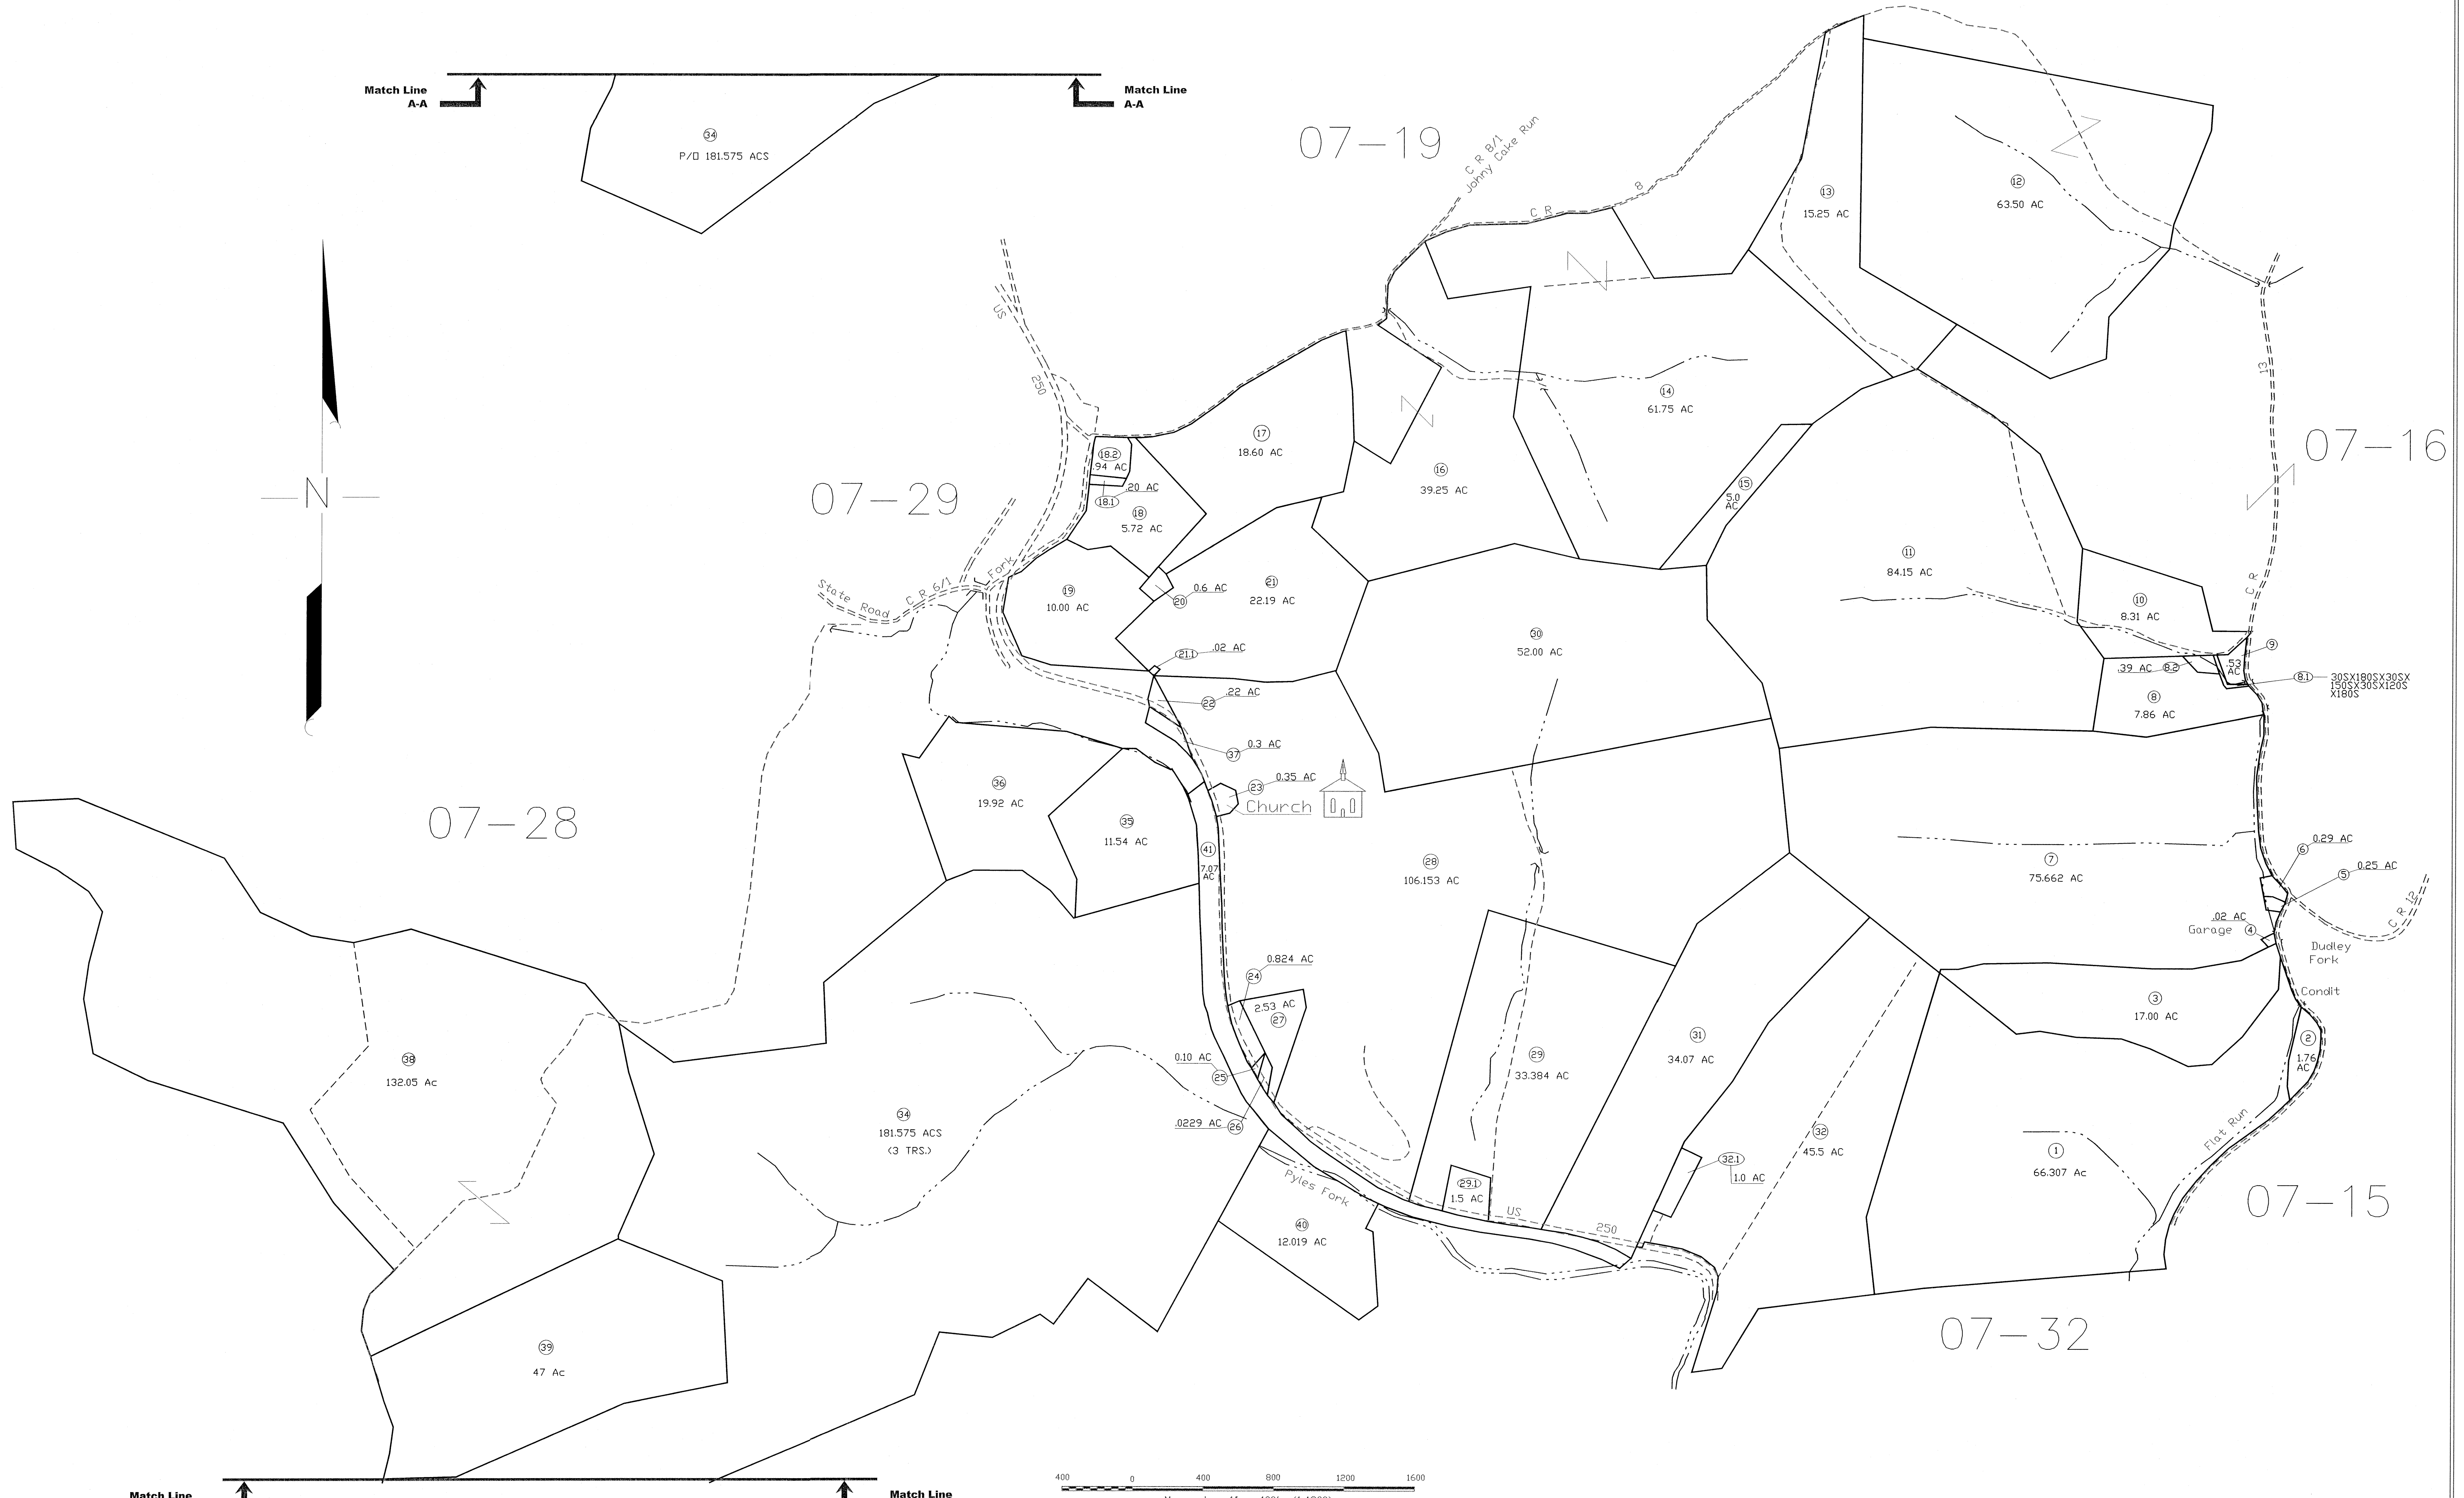 Match Line
A-A
Match Line
A-A
34
P/O 181.575 ACS
07-19
C R 8/1
Johny Cake Run
C R
8
13
15.25 AC
12
63.50 AC
US
250
07-29
N
18.2
.94 AC
.20 AC
18.1
18
5.72 AC
17
18.60 AC
16
39.25 AC
14
61.75 AC
15
5.0
AC
13
07-16
State Road
C R 6/1
Fork
19
10.00 AC
0.6 AC
20
21
22.19 AC
11
84.15 AC
C R
10
8.31 AC
9
.53
AC
.39 AC
8.2
8.1
30SX180SX30SX
150SX30SX120S
X180S
8
7.86 AC
.02 AC
21.1
.22 AC
22
30
52.00 AC
0.3 AC
37
0.35 AC
23
Church
36
19.92 AC
35
11.54 AC
41
7.07
AC
07-28
28
106.153 AC
7
75.662 AC
0.29 AC
6
0.25 AC
5
.02 AC
Garage
4
C R 12
Dudley
Fork
Condit
3
17.00 AC
2
1.76
AC
0.824 AC
24
2.53 AC
27
0.10 AC
25
.0229 AC
26
38
132.05 Ac
34
181.575 ACS
(3 TRS.)
29
33.384 AC
31
34.07 AC
32
45.5 AC
32.1
1.0 AC
1
66.307 Ac
Flat Run
07-15
Pyles Fork
29.1
1.5 AC
US
250
40
12.019 AC
07-32
39
47 Ac
Match Line
Match Line
400
0
400
800
1200
1600